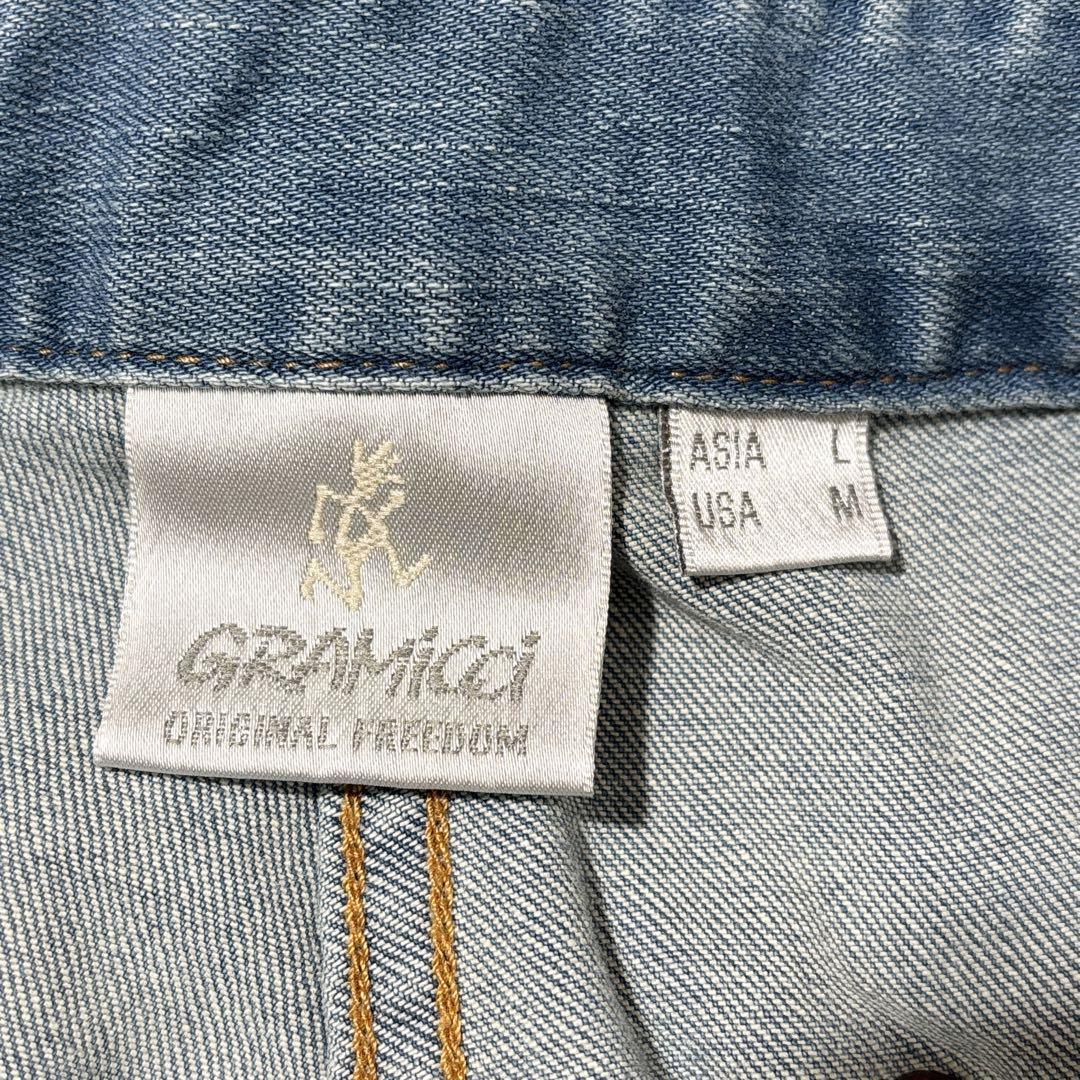 GRAMiCCi
ORIGINAL FREEDOM
ASIA L
USA M